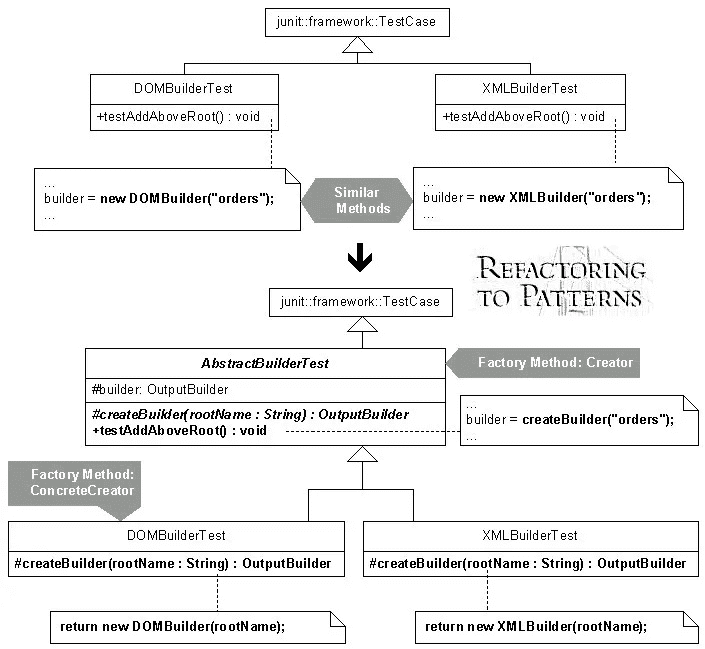 junit::framework::TestCase
DOMBuilderTest
+testAddAboveRoot() : void
XMLBuilderTest
+testAddAboveRoot() : void
...
builder = new DOMBuilder("orders");
...
Similar
Methods
...
builder = new XMLBuilder("orders");
...
REFACTORING
TO PATTERNS
junit::framework::TestCase
AbstractBuilderTest
Factory Method: Creator
#builder: OutputBuilder
#createBuilder(rootName : String) : OutputBuilder
+testAddAboveRoot() : void
...
builder = createBuilder("orders");
...
Factory Method:
ConcreteCreator
DOMBuilderTest
#createBuilder(rootName : String) : OutputBuilder
XMLBuilderTest
#createBuilder(rootName : String) : OutputBuilder
return new DOMBuilder(rootName);
return new XMLBuilder(rootName);